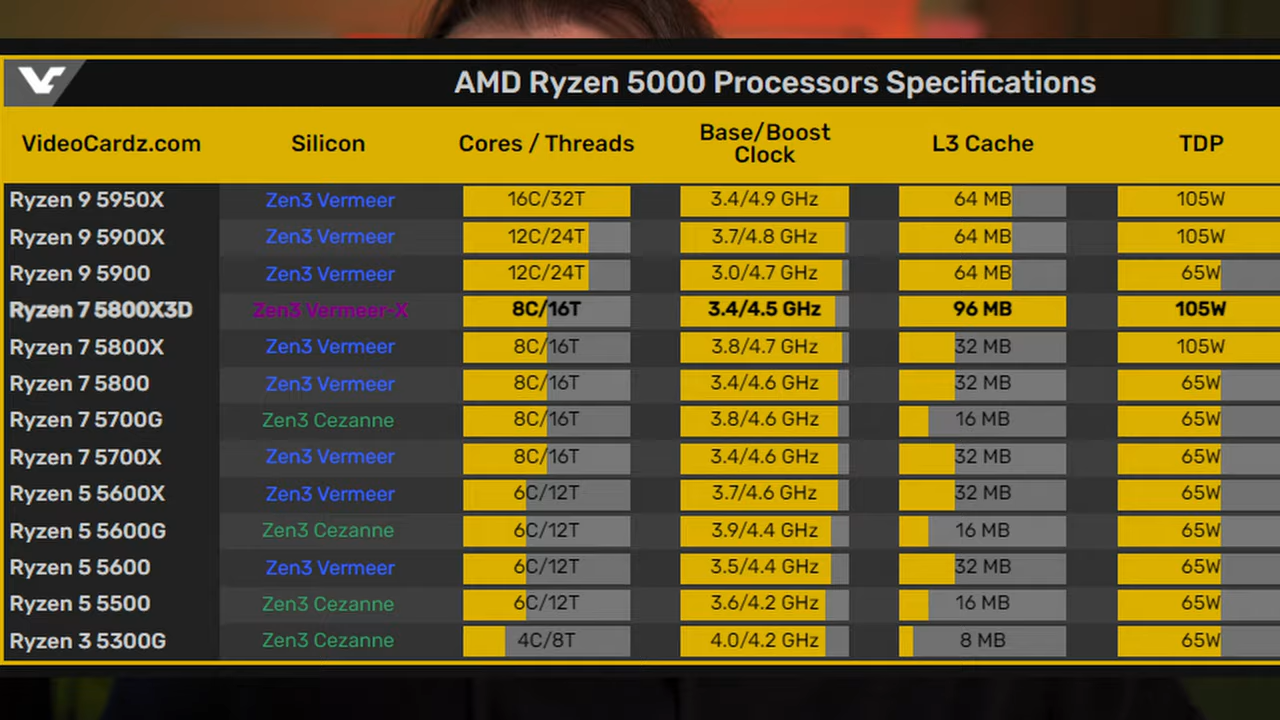 AMD Ryzen 5000 Processors Specifications
VideoCardz.com Silicon Cores / Threads Base/Boost Clock L3 Cache TDP
Ryzen 9 5950X Zen3 Vermeer 16C/32T 3.4/4.9 GHz 64 MB 105W
Ryzen 9 5900X Zen3 Vermeer 12C/24T 3.7/4.8 GHz 64 MB 105W
Ryzen 9 5900 Zen3 Vermeer 12C/24T 3.0/4.7 GHz 64 MB 65W
Ryzen 7 5800X3D Zen3 Vermeer-X 8C/16T 3.4/4.5 GHz 96 MB 105W
Ryzen 7 5800X Zen3 Vermeer 8C/16T 3.8/4.7 GHz 32 MB 105W
Ryzen 7 5800 Zen3 Vermeer 8C/16T 3.4/4.6 GHz 32 MB 65W
Ryzen 7 5700G Zen3 Cezanne 8C/16T 3.8/4.6 GHz 16 MB 65W
Ryzen 7 5700X Zen3 Vermeer 8C/16T 3.4/4.6 GHz 32 MB 65W
Ryzen 5 5600X Zen3 Vermeer 6C/12T 3.7/4.6 GHz 32 MB 65W
Ryzen 5 5600G Zen3 Cezanne 6C/12T 3.9/4.4 GHz 16 MB 65W
Ryzen 5 5600 Zen3 Vermeer 6C/12T 3.5/4.4 GHz 32 MB 65W
Ryzen 5 5500 Zen3 Cezanne 6C/12T 3.6/4.2 GHz 16 MB 65W
Ryzen 3 5300G Zen3 Cezanne 4C/8T 4.0/4.2 GHz 8 MB 65W